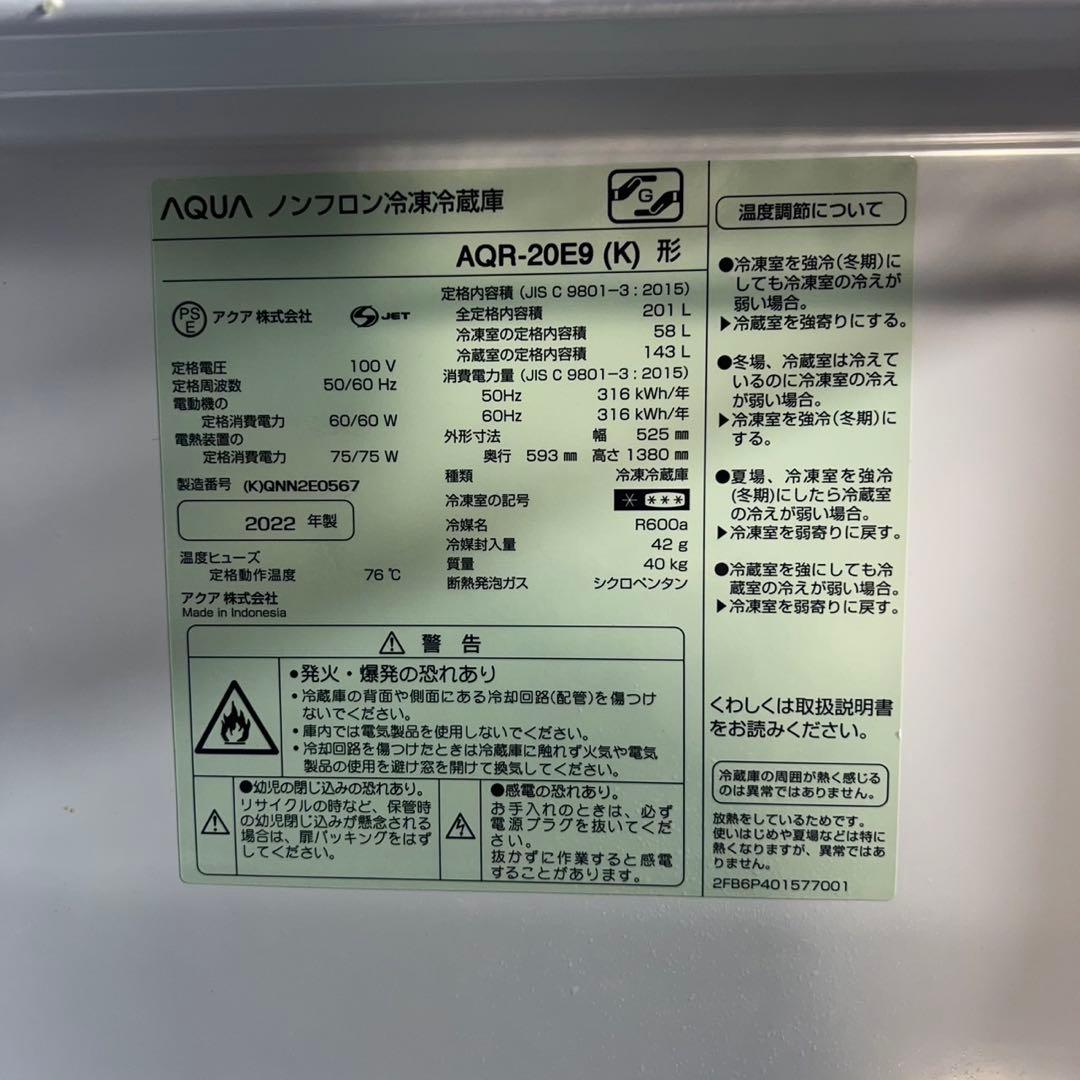 AQUA ノンフロン冷凍冷蔵庫
G
AQR-20E9 (K) 形
PS
E
アクア 株式会社
JET
定格電圧 100 V
定格周波数 50/60 Hz
電動機の
定格消費電力 60/60 W
電熱装置の
定格消費電力 75/75 W
製造番号 (K)QNN2E0567
2022 年製
温度ヒューズ
定格動作温度 76 ℃
アクア 株式会社
Made in Indonesia
定格内容積 (JIS C 9801-3 : 2015)
全定格内容積 201 L
冷凍室の定格内容積 58 L
冷蔵室の定格内容積 143 L
消費電力量 (JIS C 9801-3 : 2015)
50Hz 316 kWh/年
60Hz 316 kWh/年
外形寸法 幅 525 ㎜
奥行 593 ㎜ 高さ 1380 ㎜
種類 冷凍冷蔵庫
冷凍室の記号 * ***
冷媒名 R600a
冷媒封入量 42 g
質量 40 kg
断熱発泡ガス シクロペンタン
警 告
●発火・爆発の恐れあり
・冷蔵庫の背面や側面にある冷却回路(配管)を傷つけ
ないでください。
・庫内では電気製品を使用しないでください。
・冷却回路を傷つけたときは冷蔵庫に触れず火気や電気
製品の使用を避け窓を開けて換気してください。
●幼児の閉じ込みの恐れあり。
リサイクルの時など、保管時
の幼児閉じ込みが懸念される
場合は、扉パッキングをはず
してください。
●感電の恐れあり。
お手入れのときは、必ず
電源プラグを抜いてくだ
さい。
抜かずに作業すると感電
することがあります。
温度調節について
●冷凍室を強冷(冬期)に
しても冷凍室の冷えが
弱い場合。
▶冷蔵室を強寄りにする。
●冬場、冷蔵室は冷えて
いるのに冷凍室の冷え
が弱い場合。
▶冷凍室を強冷(冬期)に
する。
●夏場、冷凍室を強冷
(冬期)にしたら冷蔵室
の冷えが弱い場合。
▶冷凍室を弱寄りに戻す。
●冷蔵室を強にしても冷
蔵室の冷えが弱い場合。
▶冷凍室を弱寄りに戻す。
くわしくは取扱説明書
をお読みください。
冷蔵庫の周囲が熱く感じる
のは異常ではありません。
放熱をしているためです。
使いはじめや夏場などは特に
熱くなりますが、異常ではあ
りません。
2FB6P401577001